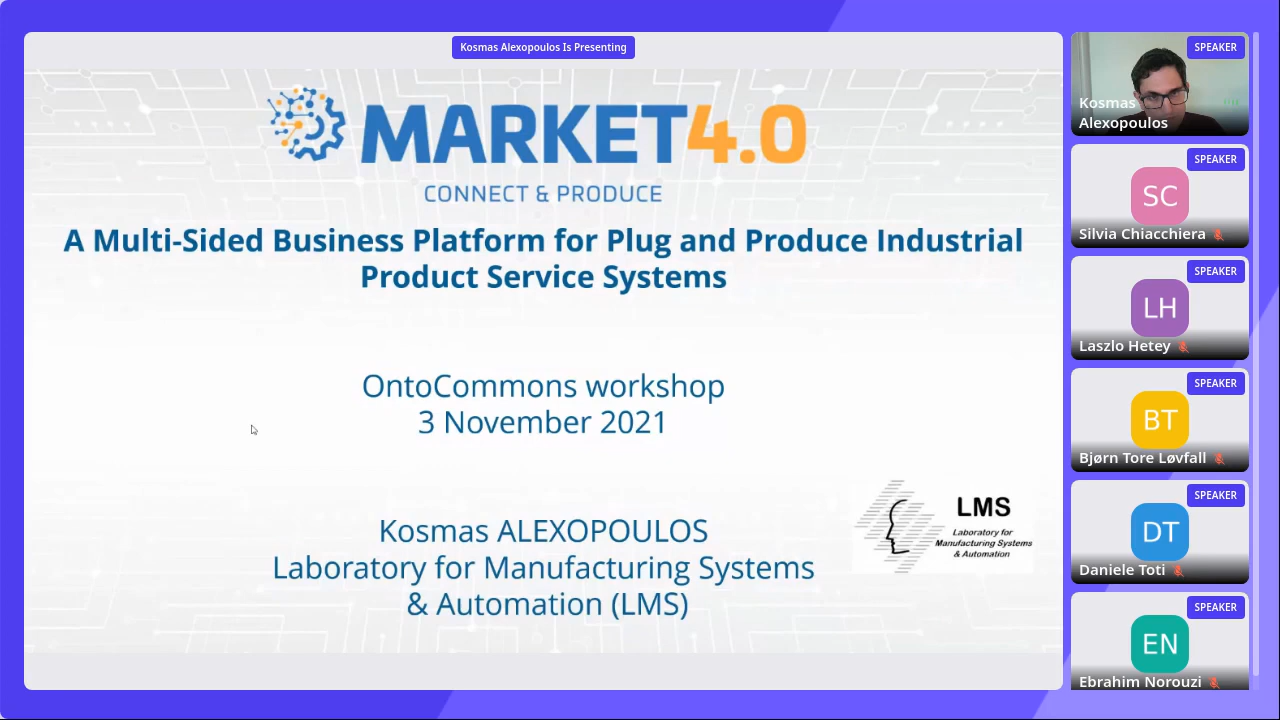 Kosmas Alexopoulos Is Presenting
MARKET4.0
CONNECT & PRODUCE
A Multi-Sided Business Platform for Plug and Produce Industrial
Product Service Systems
OntoCommons workshop
3 November 2021
Kosmas ALEXOPOULOS
Laboratory for Manufacturing Systems
& Automation (LMS)
LMS
Laboratory for
Manufacturing Systems
& Automation
SPEAKER
Kosmas
Alexopoulos
SPEAKER
SC
Silvia Chiacchiera
SPEAKER
LH
Laszlo Hetey
SPEAKER
BT
Bjørn Tore Løvfall
SPEAKER
DT
Daniele Toti
SPEAKER
EN
Ebrahim Norouzi